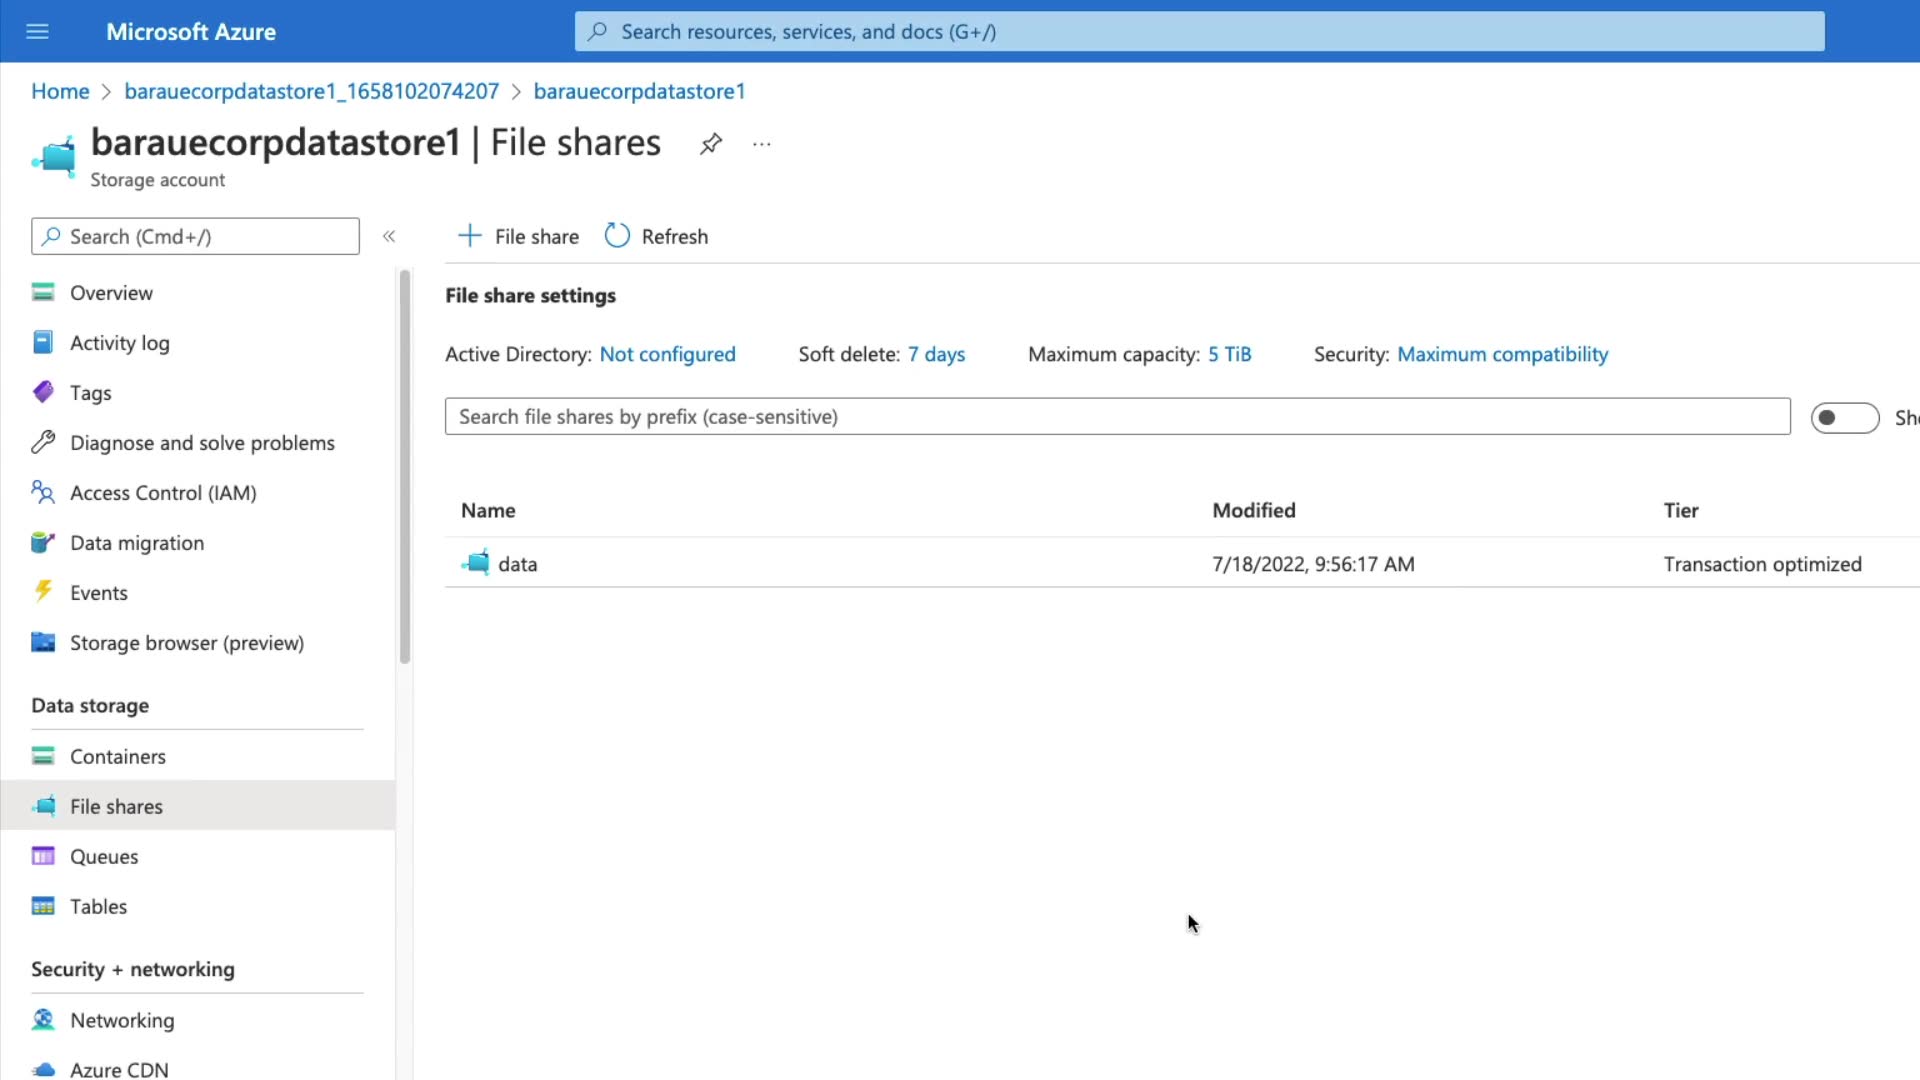 Microsoft Azure
Search resources, services, and docs (G+/)
Home > barauecorpdatastore1_1658102074207 > barauecorpdatastore1
barauecorpdatastore1 | File shares
Storage account
Search (Cmd+/)
File share
Refresh
Overview
Activity log
Tags
Diagnose and solve problems
Access Control (IAM)
Data migration
Events
Storage browser (preview)
Data storage
Containers
File shares
Queues
Tables
Security + networking
Networking
Azure CDN
File share settings
Active Directory: Not configured
Soft delete: 7 days
Maximum capacity: 5 TiB
Security: Maximum compatibility
Search file shares by prefix (case-sensitive)
Name Modified Tier
data 7/18/2022, 9:56:17 AM Transaction optimized